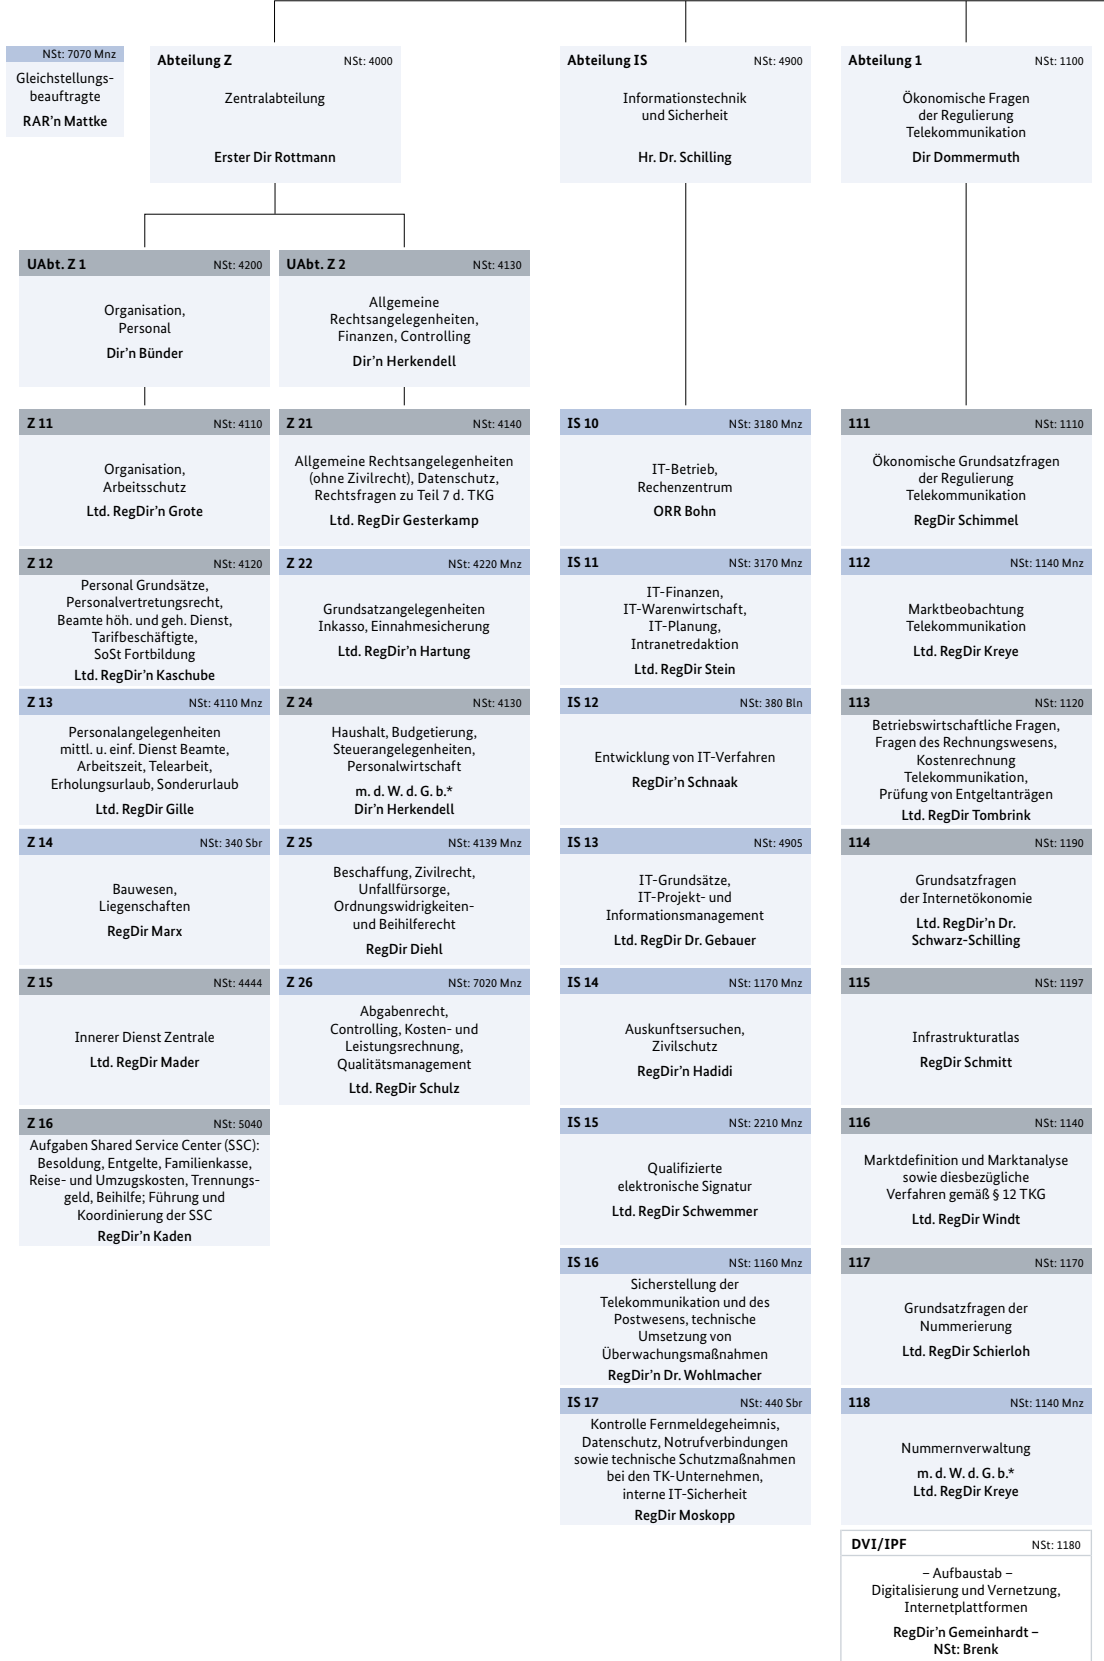 NSt: 7070 Mnz
Gleichstellungs-
beauftragte
RAR'n Mattke
Abteilung Z NSt: 4000
Zentralabteilung
Erster Dir Rottmann
Abteilung IS NSt: 4900
Informationstechnik
und Sicherheit
Hr. Dr. Schilling
Abteilung 1 NSt: 1100
Ökonomische Fragen
der Regulierung
Telekommunikation
Dir Dommermuth
UAbt. Z 1 NSt: 4200
Organisation,
Personal
Dir'n Bünder
UAbt. Z 2 NSt: 4130
Allgemeine
Rechtsangelegenheiten,
Finanzen, Controlling
Dir'n Herkendell
Z 11 NSt: 4110
Organisation,
Arbeitsschutz
Ltd. RegDir'n Grote
Z 12 NSt: 4120
Personal Grundsätze,
Personalvertretungsrecht,
Beamte höh. und geh. Dienst,
Tarifbeschäftigte,
SoSt Fortbildung
Ltd. RegDir'n Kaschube
Z 13 NSt: 4110 Mnz
Personalangelegenheiten
mittl. u. einf. Dienst Beamte,
Arbeitszeit, Telearbeit,
Erholungsurlaub, Sonderurlaub
Ltd. RegDir Gille
Z 14 NSt: 340 Sbr
Bauwesen,
Liegenschaften
RegDir Marx
Z 15 NSt: 4444
Innerer Dienst Zentrale
Ltd. RegDir Mader
Z 16 NSt: 5040
Aufgaben Shared Service Center (SSC):
Besoldung, Entgelte, Familienkasse,
Reise- und Umzugskosten, Trennungs-
geld, Beihilfe; Führung und
Koordinierung der SSC
RegDir'n Kaden
Z 21 NSt: 4140
Allgemeine Rechtsangelegenheiten
(ohne Zivilrecht), Datenschutz,
Rechtsfragen zu Teil 7 d. TKG
Ltd. RegDir Gesterkamp
Z 22 NSt: 4220 Mnz
Grundsatzangelegenheiten
Inkasso, Einnahmesicherung
Ltd. RegDir'n Hartung
Z 24 NSt: 4130
Haushalt, Budgetierung,
Steuerangelegenheiten,
Personalwirtschaft
m. d. W. d. G. b.*
Dir'n Herkendell
Z 25 NSt: 4139 Mnz
Beschaffung, Zivilrecht,
Unfallfürsorge,
Ordnungswidrigkeiten-
und Beihilferecht
RegDir Diehl
Z 26 NSt: 7020 Mnz
Abgabenrecht,
Controlling, Kosten- und
Leistungsrechnung,
Qualitätsmanagement
Ltd. RegDir Schulz
IS 10 NSt: 3180 Mnz
IT-Betrieb,
Rechenzentrum
ORR Bohn
IS 11 NSt: 3170 Mnz
IT-Finanzen,
IT-Warenwirtschaft,
IT-Planung,
Intranetredaktion
Ltd. RegDir Stein
IS 12 NSt: 380 Bln
Entwicklung von IT-Verfahren
RegDir'n Schnaak
IS 13 NSt: 4905
IT-Grundsätze,
IT-Projekt- und
Informationsmanagement
Ltd. RegDir Dr. Gebauer
IS 14 NSt: 1170 Mnz
Auskunftsersuchen,
Zivilschutz
RegDir'n Hadidi
IS 15 NSt: 2210 Mnz
Qualifizierte
elektronische Signatur
Ltd. RegDir Schwemmer
IS 16 NSt: 1160 Mnz
Sicherstellung der
Telekommunikation und des
Postwesens, technische
Umsetzung von
Überwachungsmaßnahmen
RegDir'n Dr. Wohlmacher
IS 17 NSt: 440 Sbr
Kontrolle Fernmeldegeheimnis,
Datenschutz, Notrufverbindungen
sowie technische Schutzmaßnahmen
bei den TK-Unternehmen,
interne IT-Sicherheit
RegDir Moskopp
111 NSt: 1110
Ökonomische Grundsatzfragen
der Regulierung
Telekommunikation
RegDir Schimmel
112 NSt: 1140 Mnz
Marktbeobachtung
Telekommunikation
Ltd. RegDir Kreye
113 NSt: 1120
Betriebswirtschaftliche Fragen,
Fragen des Rechnungswesens,
Kostenrechnung
Telekommunikation,
Prüfung von Entgeltanträgen
Ltd. RegDir Tombrink
114 NSt: 1190
Grundsatzfragen
der Internetökonomie
Ltd. RegDir'n Dr.
Schwarz-Schilling
115 NSt: 1197
Infrastrukturatlas
RegDir Schmitt
116 NSt: 1140
Marktdefinition und Marktanalyse
sowie diesbezügliche
Verfahren gemäß § 12 TKG
Ltd. RegDir Windt
117 NSt: 1170
Grundsatzfragen der
Nummerierung
Ltd. RegDir Schierloh
118 NSt: 1140 Mnz
Nummernverwaltung
m. d. W. d. G. b.*
Ltd. RegDir Kreye
DVI/IPF NSt: 1180
– Aufbaustab –
Digitalisierung und Vernetzung,
Internetplattformen
RegDir'n Gemeinhardt –
NSt: Brenk